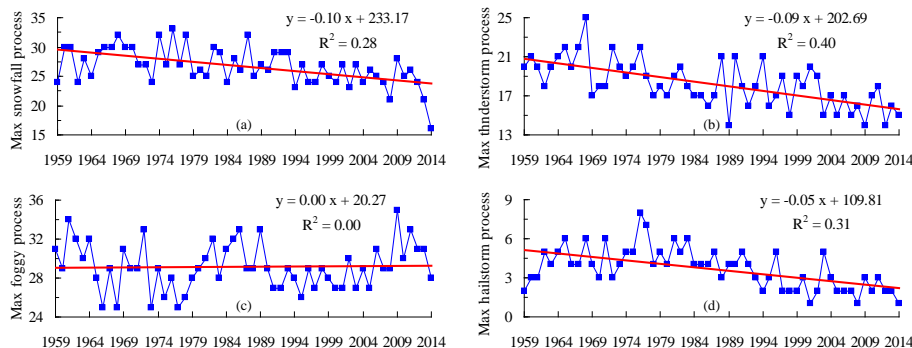 Max snowfall process
35
30
25
20
15
y = -0.10 x + 233.17
R² = 0.28
(a)
1959 1964 1969 1974 1979 1984 1989 1994 1999 2004 2009 2014
Max thnderstorm process
25
21
17
13
y = -0.09 x + 202.69
R² = 0.40
(b)
1959 1964 1969 1974 1979 1984 1989 1994 1999 2004 2009 2014
Max foggy process
36
32
28
24
y = 0.00 x + 20.27
R² = 0.00
(c)
1959 1964 1969 1974 1979 1984 1989 1994 1999 2004 2009 2014
Max hailstorm process
9
6
3
0
y = -0.05 x + 109.81
R² = 0.31
(d)
1959 1964 1969 1974 1979 1984 1989 1994 1999 2004 2009 2014